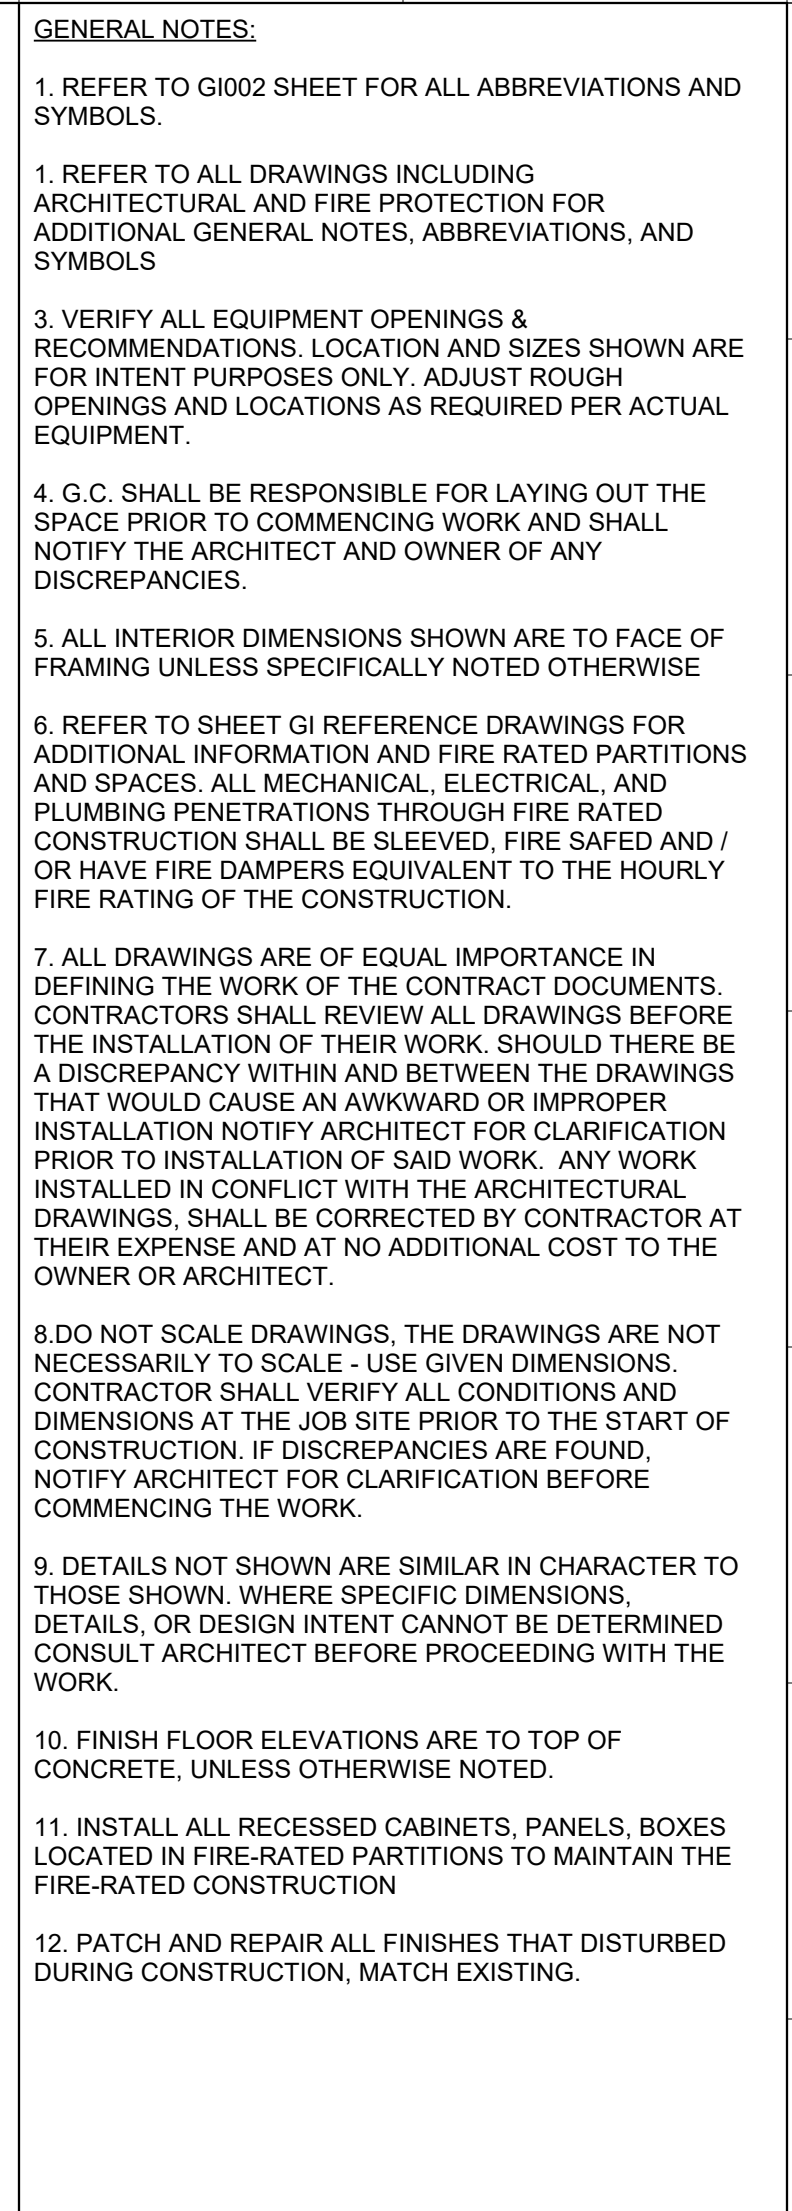 GENERAL NOTES:
1. REFER TO GI002 SHEET FOR ALL ABBREVIATIONS AND
SYMBOLS.
1. REFER TO ALL DRAWINGS INCLUDING
ARCHITECTURAL AND FIRE PROTECTION FOR
ADDITIONAL GENERAL NOTES, ABBREVIATIONS, AND
SYMBOLS
3. VERIFY ALL EQUIPMENT OPENINGS &
RECOMMENDATIONS. LOCATION AND SIZES SHOWN ARE
FOR INTENT PURPOSES ONLY. ADJUST ROUGH
OPENINGS AND LOCATIONS AS REQUIRED PER ACTUAL
EQUIPMENT.
4. G.C. SHALL BE RESPONSIBLE FOR LAYING OUT THE
SPACE PRIOR TO COMMENCING WORK AND SHALL
NOTIFY THE ARCHITECT AND OWNER OF ANY
DISCREPANCIES.
5. ALL INTERIOR DIMENSIONS SHOWN ARE TO FACE OF
FRAMING UNLESS SPECIFICALLY NOTED OTHERWISE
6. REFER TO SHEET GI REFERENCE DRAWINGS FOR
ADDITIONAL INFORMATION AND FIRE RATED PARTITIONS
AND SPACES. ALL MECHANICAL, ELECTRICAL, AND
PLUMBING PENETRATIONS THROUGH FIRE RATED
CONSTRUCTION SHALL BE SLEEVED, FIRE SAFED AND /
OR HAVE FIRE DAMPERS EQUIVALENT TO THE HOURLY
FIRE RATING OF THE CONSTRUCTION.
7. ALL DRAWINGS ARE OF EQUAL IMPORTANCE IN
DEFINING THE WORK OF THE CONTRACT DOCUMENTS.
CONTRACTORS SHALL REVIEW ALL DRAWINGS BEFORE
THE INSTALLATION OF THEIR WORK. SHOULD THERE BE
A DISCREPANCY WITHIN AND BETWEEN THE DRAWINGS
THAT WOULD CAUSE AN AWKWARD OR IMPROPER
INSTALLATION NOTIFY ARCHITECT FOR CLARIFICATION
PRIOR TO INSTALLATION OF SAID WORK.  ANY WORK
INSTALLED IN CONFLICT WITH THE ARCHITECTURAL
DRAWINGS, SHALL BE CORRECTED BY CONTRACTOR AT
THEIR EXPENSE AND AT NO ADDITIONAL COST TO THE
OWNER OR ARCHITECT.
8.DO NOT SCALE DRAWINGS, THE DRAWINGS ARE NOT
NECESSARILY TO SCALE - USE GIVEN DIMENSIONS.
CONTRACTOR SHALL VERIFY ALL CONDITIONS AND
DIMENSIONS AT THE JOB SITE PRIOR TO THE START OF
CONSTRUCTION. IF DISCREPANCIES ARE FOUND,
NOTIFY ARCHITECT FOR CLARIFICATION BEFORE
COMMENCING THE WORK.
9. DETAILS NOT SHOWN ARE SIMILAR IN CHARACTER TO
THOSE SHOWN. WHERE SPECIFIC DIMENSIONS,
DETAILS, OR DESIGN INTENT CANNOT BE DETERMINED
CONSULT ARCHITECT BEFORE PROCEEDING WITH THE
WORK.
10. FINISH FLOOR ELEVATIONS ARE TO TOP OF
CONCRETE, UNLESS OTHERWISE NOTED.
11. INSTALL ALL RECESSED CABINETS, PANELS, BOXES
LOCATED IN FIRE-RATED PARTITIONS TO MAINTAIN THE
FIRE-RATED CONSTRUCTION
12. PATCH AND REPAIR ALL FINISHES THAT DISTURBED
DURING CONSTRUCTION, MATCH EXISTING.